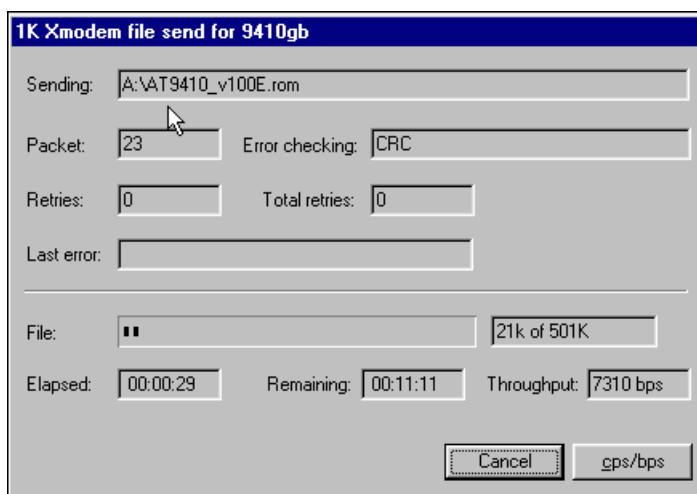 1K Xmodem file send for 9410gb
Sending: A:\AT9410_v100E.rom
Packet: 23 Error checking: CRC
Retries: 0 Total retries: 0
Last error:
File: 21k of 501K
Elapsed: 00:00:29 Remaining: 00:11:11 Throughput: 7310 bps
Cancel cps/bps